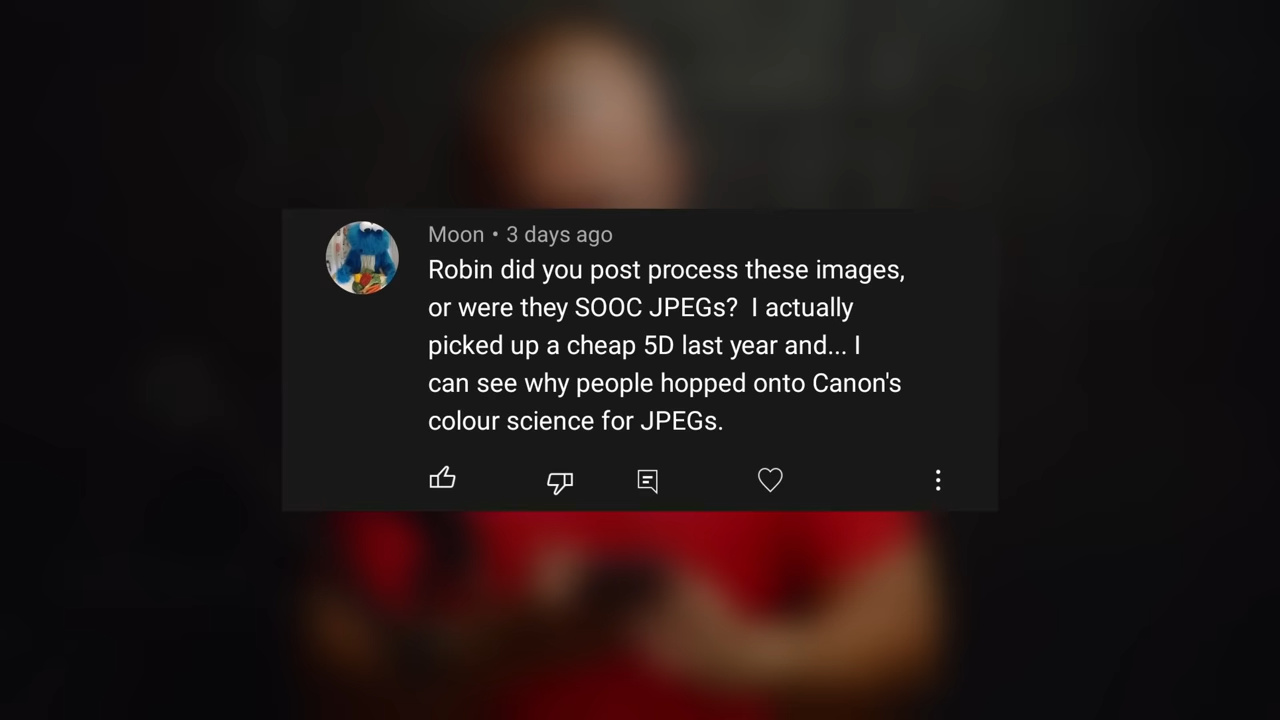 Moon • 3 days ago
Robin did you post process these images,
or were they SOOC JPEGs?  I actually
picked up a cheap 5D last year and... I
can see why people hopped onto Canon's
colour science for JPEGs.